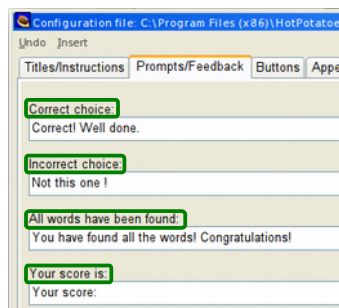 Configuration file: C:\Program Files (x86)\HotPotatoe
Undo Insert
Titles/Instructions Prompts/Feedback Buttons Appe
Correct choice:
Correct! Well done.
Incorrect choice:
Not this one !
All words have been found:
You have found all the words! Congratulations!
Your score is:
Your score: